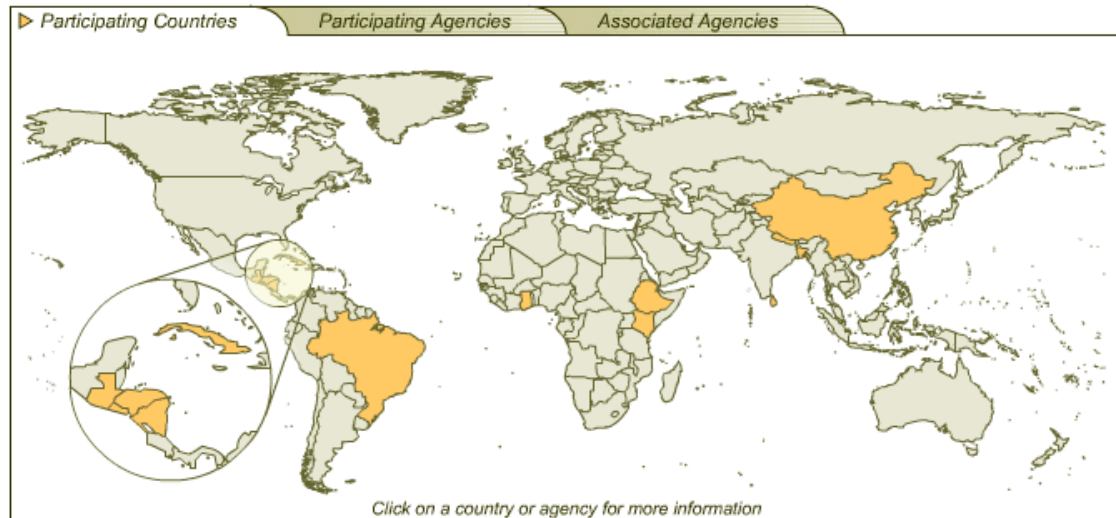 Participating Countries
Participating Agencies
Associated Agencies
Click on a country or agency for more information